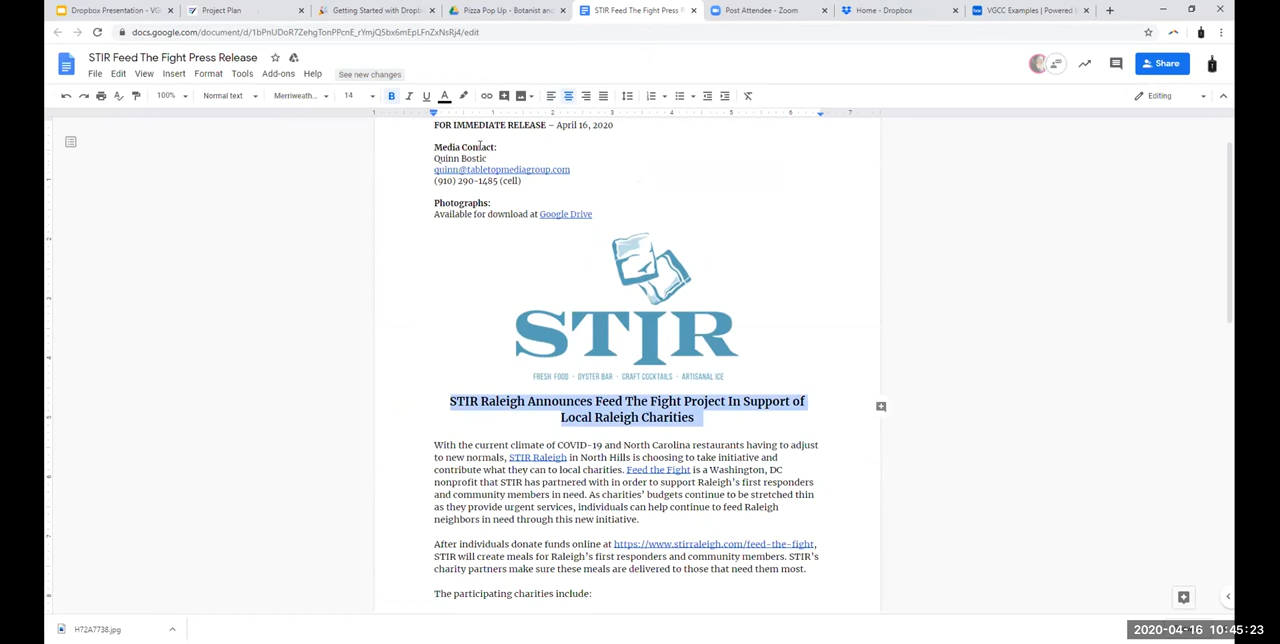 Dropbox Presentation - VG
Project Plan
Getting Started with Dropb
Pizza Pop Up - Botanist and
STIR Feed The Fight Press R
Post Attendee - Zoom
Home - Dropbox
VGCC Examples | Powered
docs.google.com/document/d/1bPnUDoR7ZehgTonPPcnE_rYmjQ5bx6mEpLFnZxNsRj4/edit
STIR Feed The Fight Press Release
File Edit View Insert Format Tools Add-ons Help
See new changes
Share
100%
Normal text
Merriweath...
14
Editing
FOR IMMEDIATE RELEASE – April 16, 2020
Media Contact:
Quinn Bostic
quinn@tabletopmediagroup.com
(910) 290-1485 (cell)
Photographs:
Available for download at Google Drive
STIR
FRESH FOOD · OYSTER BAR · CRAFT COCKTAILS · ARTISANAL ICE
STIR Raleigh Announces Feed The Fight Project In Support of
Local Raleigh Charities
With the current climate of COVID-19 and North Carolina restaurants having to adjust
to new normals, STIR Raleigh in North Hills is choosing to take initiative and
contribute what they can to local charities. Feed the Fight is a Washington, DC
nonprofit that STIR has partnered with in order to support Raleigh's first responders
and community members in need. As charities' budgets continue to be stretched thin
as they provide urgent services, individuals can help continue to feed Raleigh
neighbors in need through this new initiative.
After individuals donate funds online at https://www.stirraleigh.com/feed-the-fight,
STIR will create meals for Raleigh's first responders and community members. STIR's
charity partners make sure these meals are delivered to those that need them most.
The participating charities include:
H72A7738.jpg
2020-04-16 10:45:23